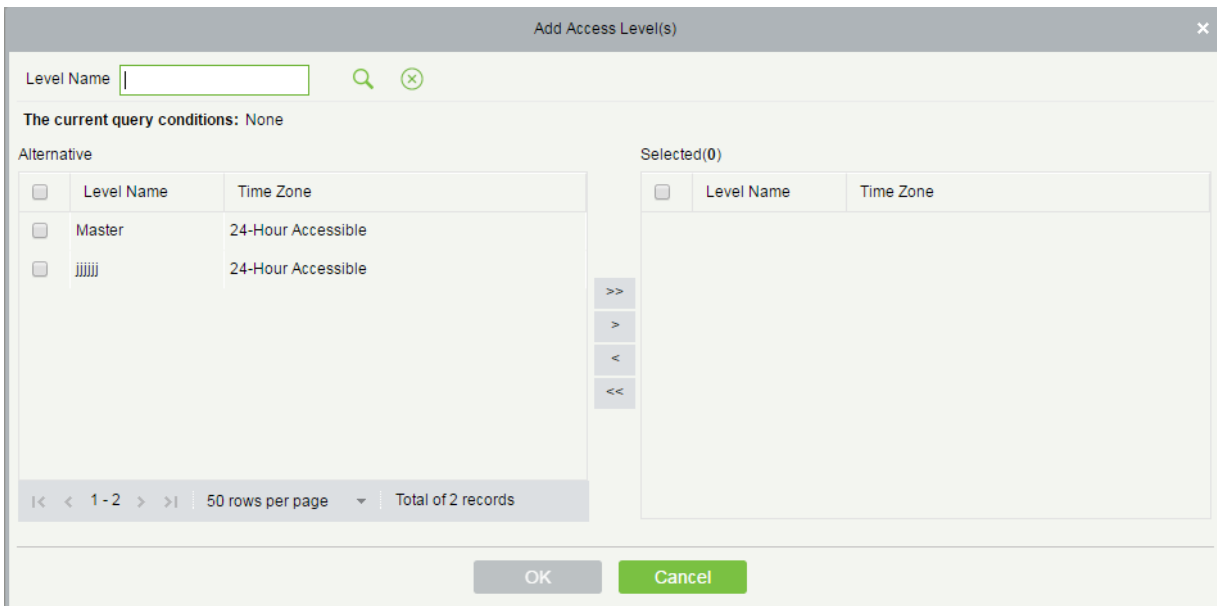 Add Access Level(s)
Level Name
The current query conditions: None
Alternative
Level Name Time Zone
Master 24-Hour Accessible
jjjjjj 24-Hour Accessible
|< < 1 - 2 > >| 50 rows per page Total of 2 records
>>
>
<
<<
Selected(0)
Level Name Time Zone
OK Cancel